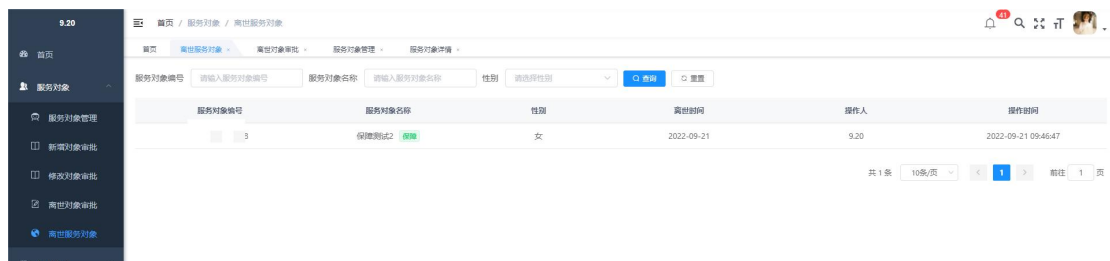 9.20
首页 / 服务对象 / 离世服务对象
41
首页
首页
离世服务对象
离世对象审批
服务对象管理
服务对象详情
服务对象
服务对象编号 请输入服务对象编号 服务对象名称 请输入服务对象名称 性别 请选择性别 查询 重置
服务对象管理
新增对象审批
修改对象审批
离世对象审批
离世服务对象
服务对象编号 服务对象名称 性别 离世时间 操作人 操作时间
保障测试2 保障 女 2022-09-21 9.20 2022-09-21 09:46:47
共 1 条 10条/页 1 前往 1 页